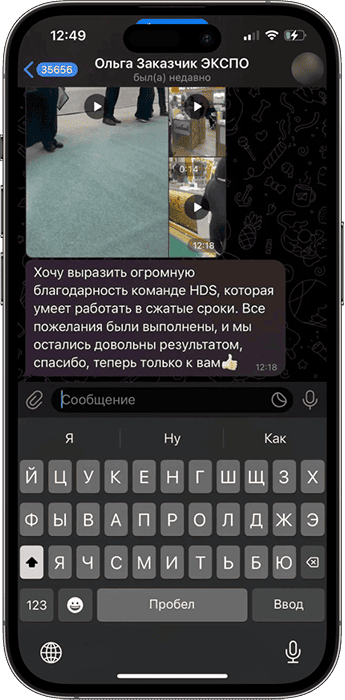 12:49
35656
Ольга Заказчик ЭКСПО
был(а) недавно
0:14
12:18
Хочу выразить огромную
благодарность команде HDS, которая
умеет работать в сжатые сроки. Все
пожелания были выполнены, и мы
остались довольны результатом,
спасибо, теперь только к вам👍
12:18
Сообщение
Я Ну Как
Й Ц У К Е Н Г Ш Щ З Х
Ф Ы В А П Р О Л Д Ж Э
Я Ч С М И Т Ь Б Ю
123 Пробел Ввод